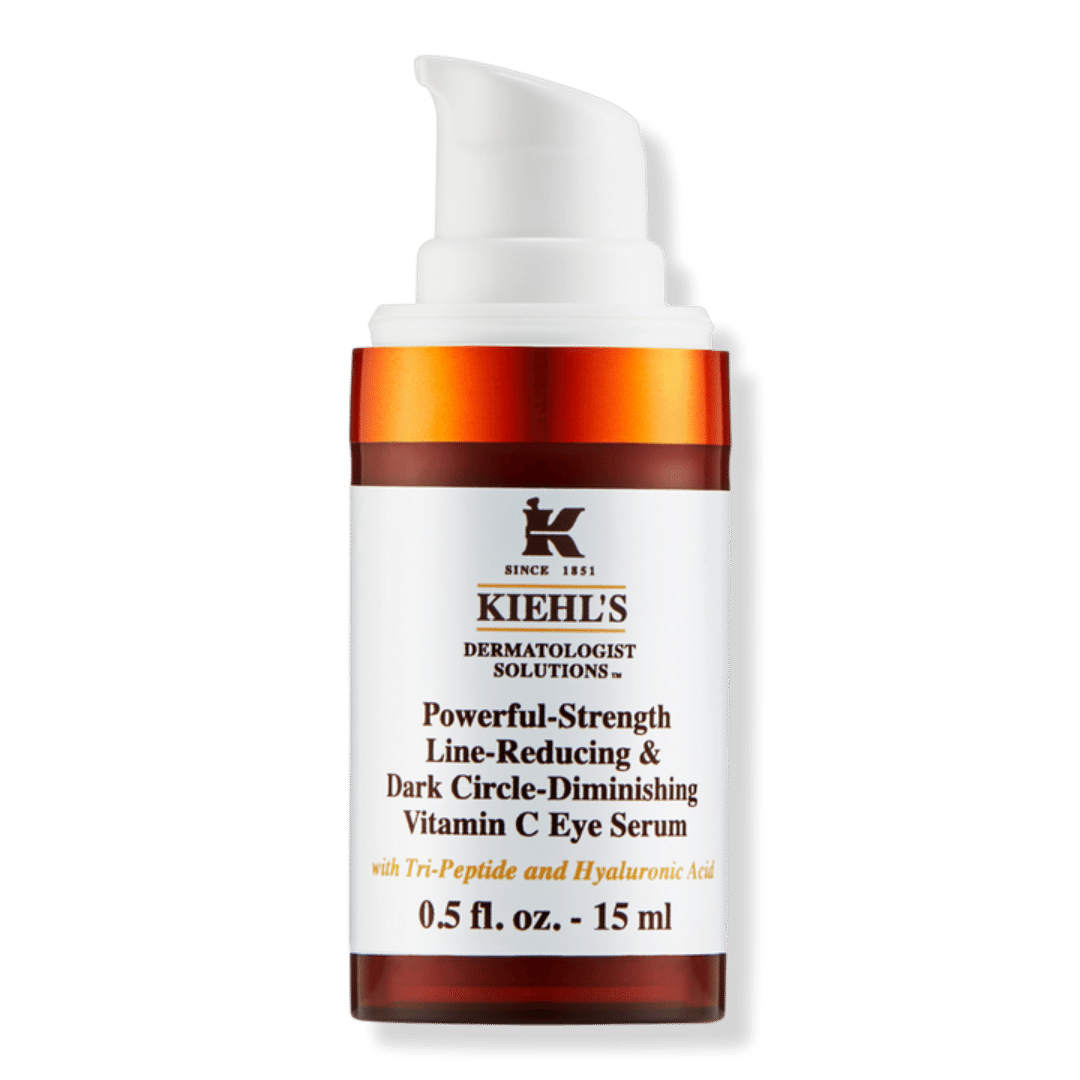 K
SINCE 1851
KIEHL'S
DERMATOLOGIST
SOLUTIONS™
Powerful-Strength
Line-Reducing &
Dark Circle-Diminishing
Vitamin C Eye Serum
with Tri-Peptide and Hyaluronic Acid
0.5 fl. oz. - 15 ml